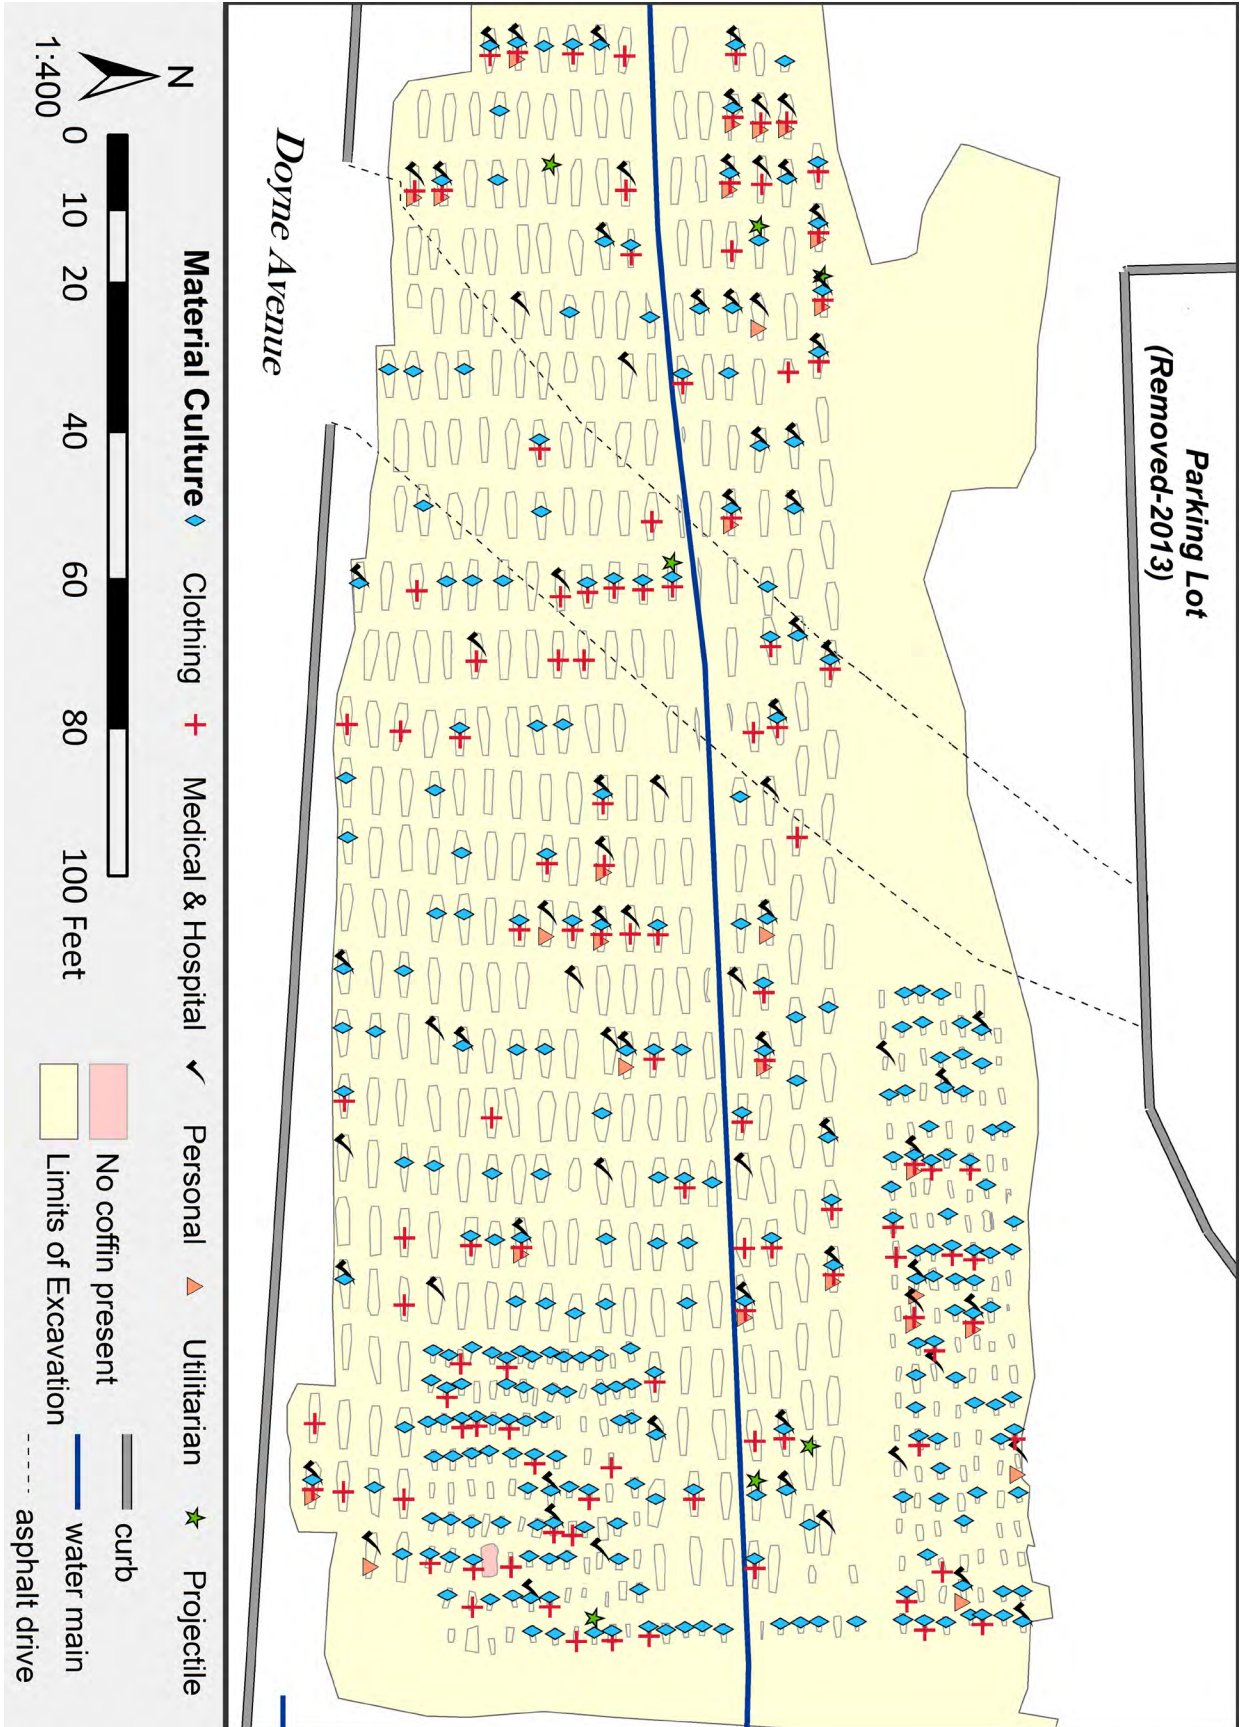 Parking Lot
(Removed-2013)
Doyne Avenue
Material Culture
Clothing
Medical & Hospital
Personal
Utilitarian
Projectile
N
1:400
0 10 20 40 60 80 100 Feet
No coffin present
Limits of Excavation
curb
water main
asphalt drive